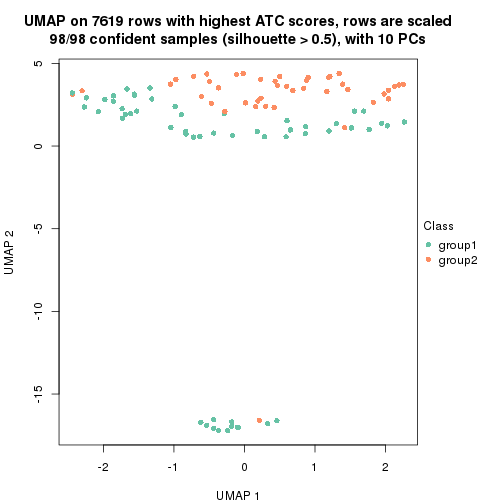 UMAP on 7619 rows with highest ATC scores, rows are scaled
98/98 confident samples (silhouette > 0.5), with 10 PCs
5
0
-5
-10
-15
UMAP 2
-2
-1
0
1
2
UMAP 1
Class
group1
group2